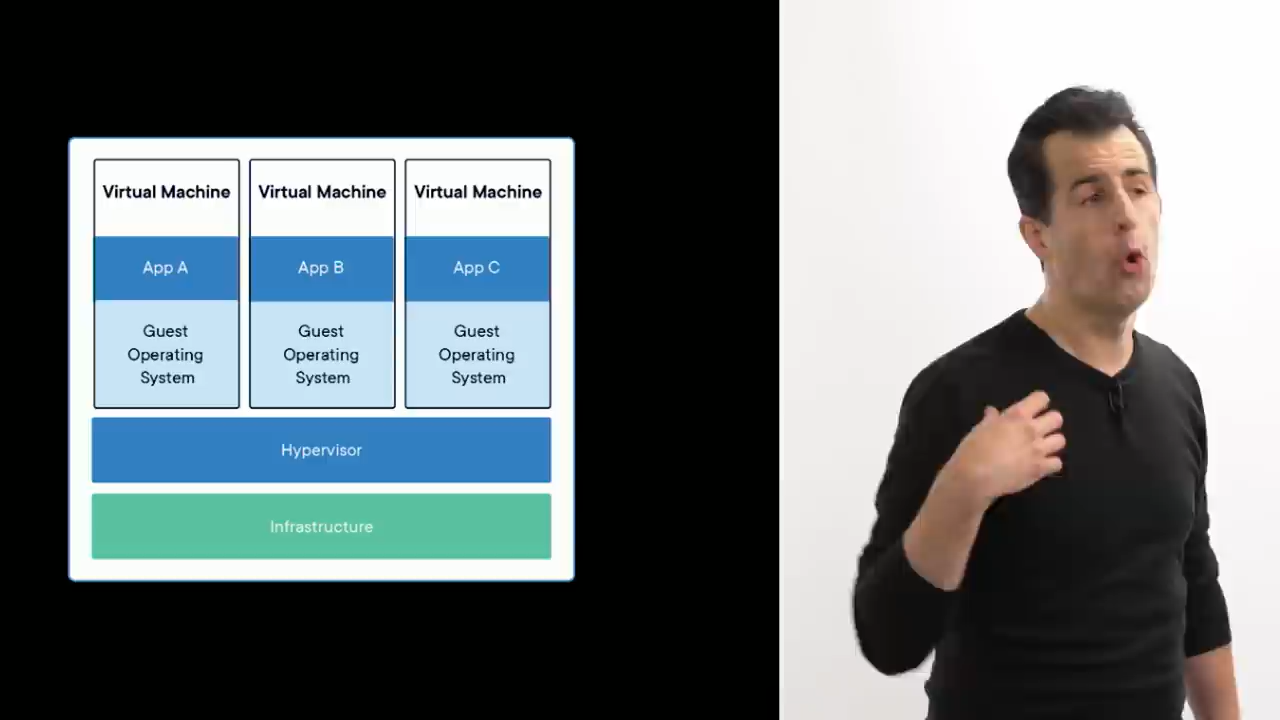 Virtual Machine
Virtual Machine
Virtual Machine
App A
App B
App C
Guest
Operating
System
Guest
Operating
System
Guest
Operating
System
Hypervisor
Infrastructure